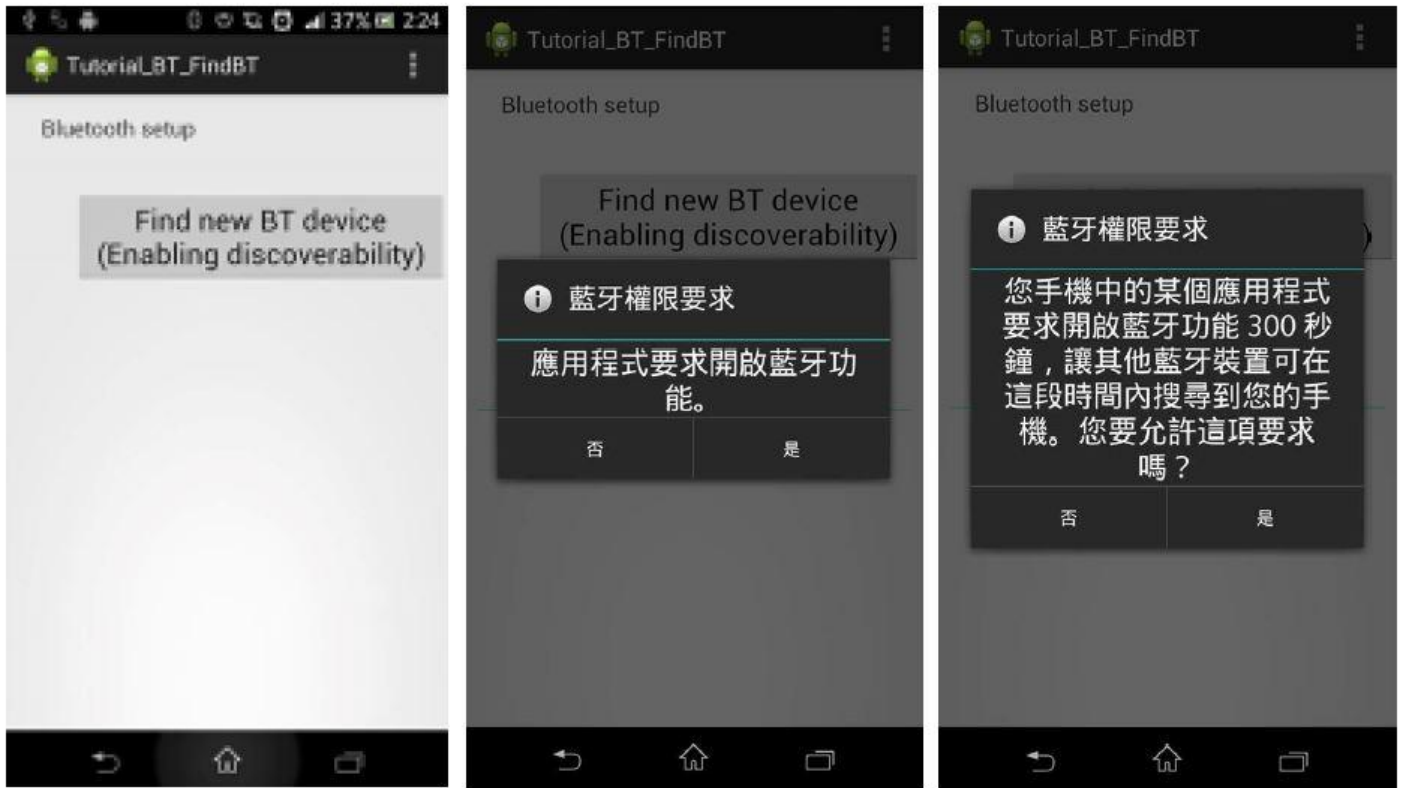 37% 2:24
Tutorial_BT_FindBT
Bluetooth setup
Find new BT device
(Enabling discoverability)
Tutorial_BT_FindBT
Bluetooth setup
Find new BT device
(Enabling discoverability)
藍牙權限要求
應用程式要求開啟藍牙功
能。
否
是
Tutorial_BT_FindBT
Bluetooth setup
)
藍牙權限要求
您手機中的某個應用程式
要求開啟藍牙功能 300 秒
鐘，讓其他藍牙裝置可在
這段時間內搜尋到您的手
機。您要允許這項要求
嗎？
否
是